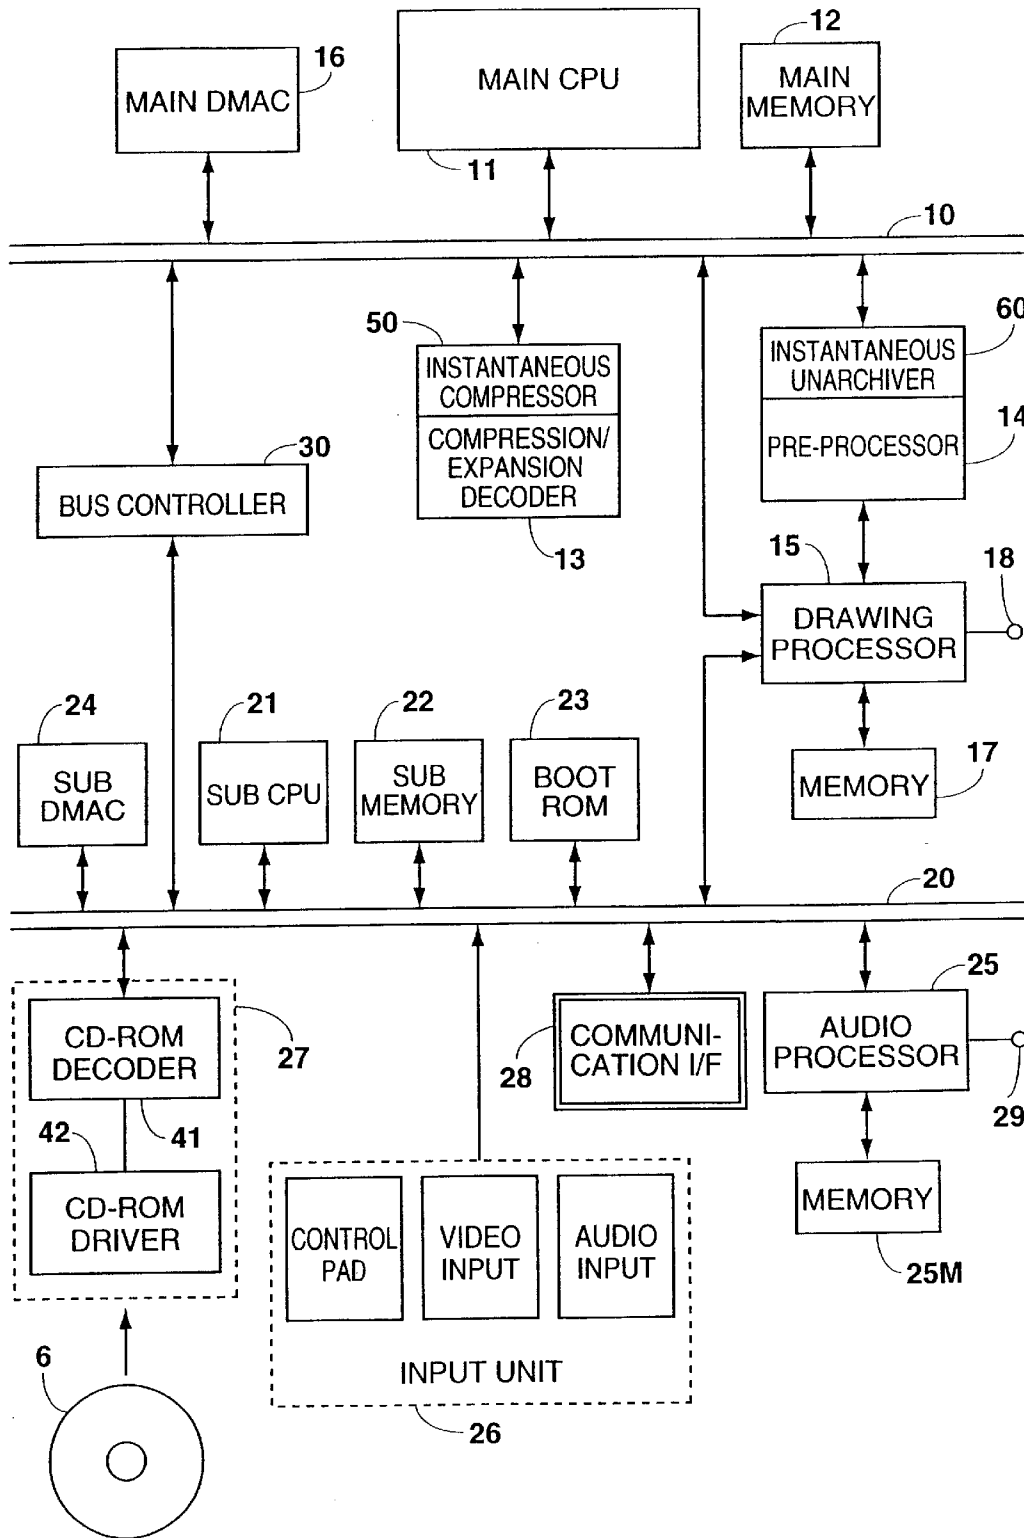 12
16
MAIN CPU
MAIN
MEMORY
MAIN DMAC
11
10
50
60
INSTANTANEOUS
COMPRESSOR
INSTANTANEOUS
UNARCHIVER
30
COMPRESSION/
EXPANSION
DECODER
14
PRE-PROCESSOR
BUS CONTROLLER
13
15
18
DRAWING
PROCESSOR
24
21
22
23
SUB
DMAC
SUB CPU
SUB
MEMORY
BOOT
ROM
17
MEMORY
20
25
CD-ROM
DECODER
27
28
COMMUNI-
CATION I/F
AUDIO
PROCESSOR
29
42
41
CD-ROM
DRIVER
MEMORY
CONTROL
PAD
VIDEO
INPUT
AUDIO
INPUT
25M
6
INPUT UNIT
26